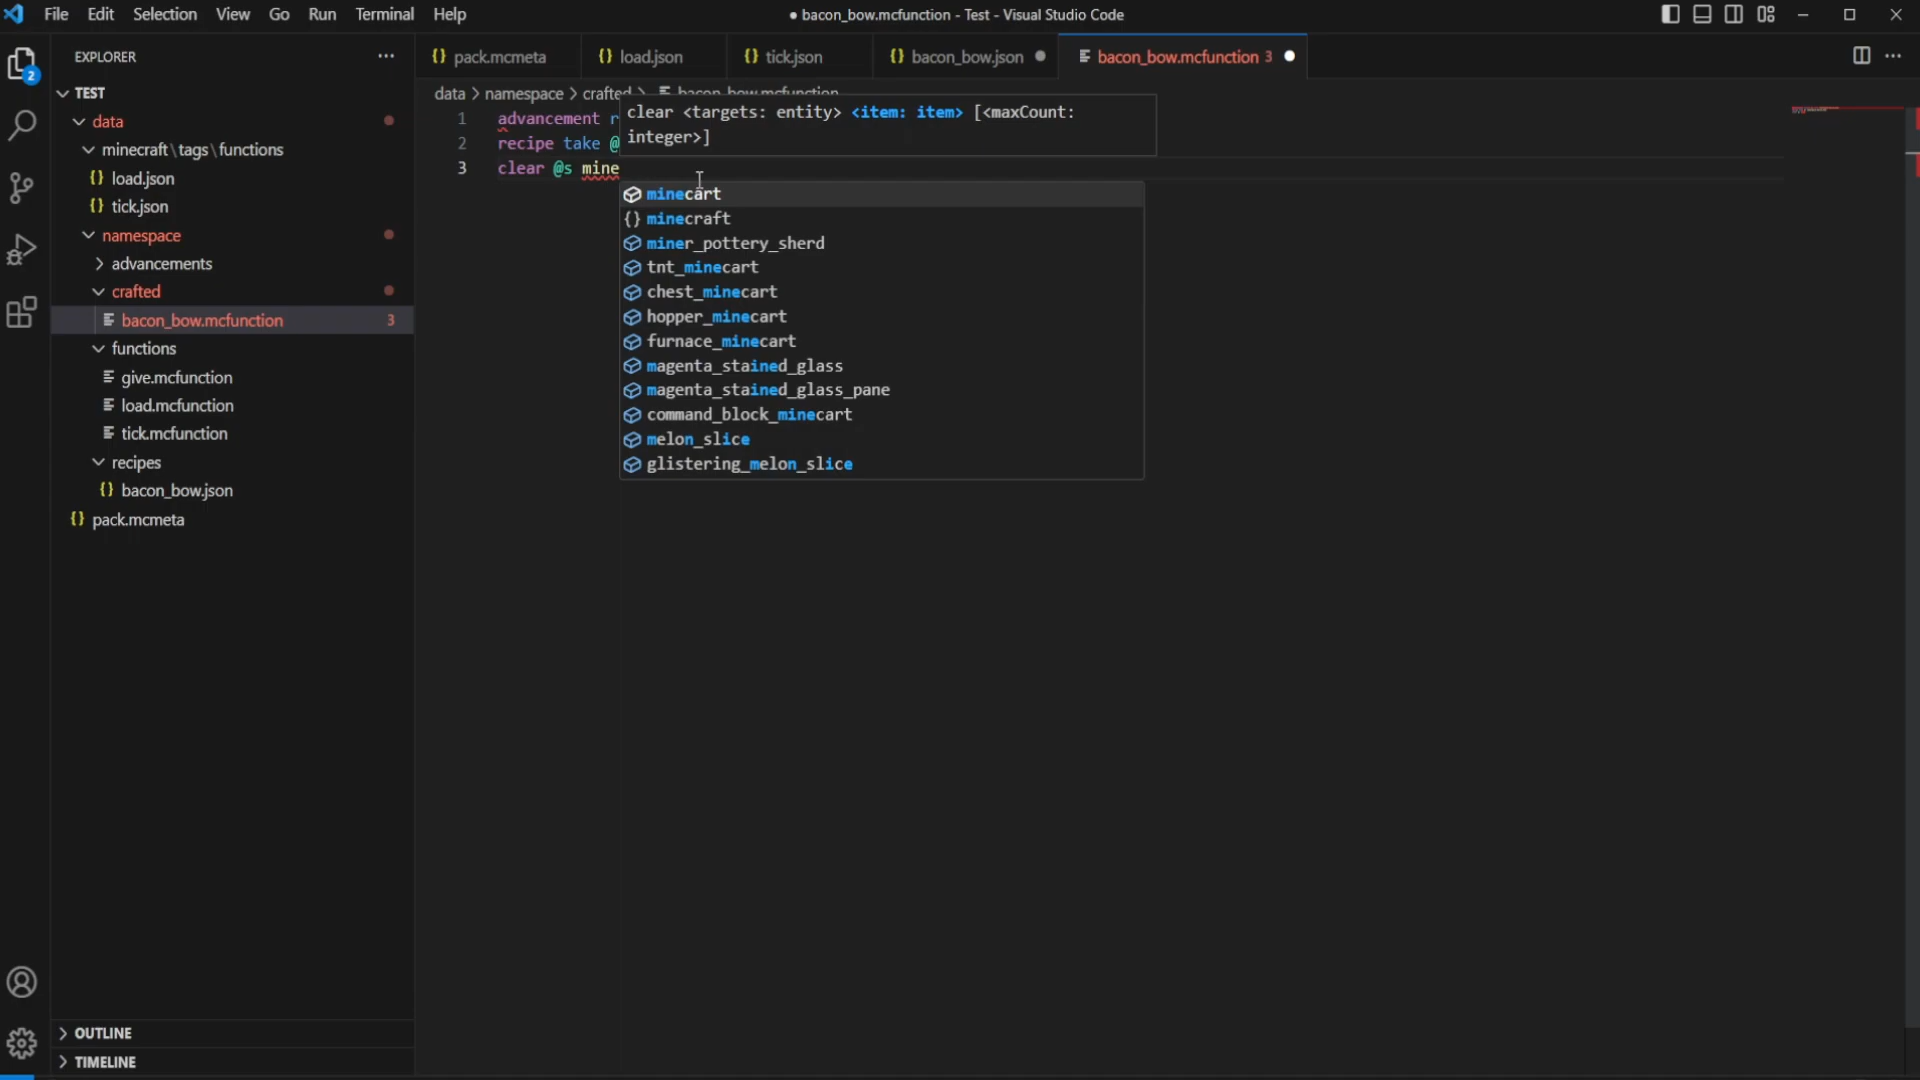 File Edit Selection View Go Run Terminal Help
● bacon_bow.mcfunction - Test - Visual Studio Code
2
EXPLORER
TEST
data
minecraft\tags\functions
{} load.json
{} tick.json
namespace
advancements
crafted
bacon_bow.mcfunction 3
functions
give.mcfunction
load.mcfunction
tick.mcfunction
recipes
{} bacon_bow.json
{} pack.mcmeta
OUTLINE
TIMELINE
{} pack.mcmeta {} load.json {} tick.json {} bacon_bow.json ● bacon_bow.mcfunction 3 ●
data > namespace > crafted > bacon_bow.mcfunction
1 advancement r
2 recipe take @
3 clear @s mine
clear <targets: entity> <item: item> [<maxCount:
integer>]
minecart
{} minecraft
miner_pottery_sherd
tnt_minecart
chest_minecart
hopper_minecart
furnace_minecart
magenta_stained_glass
magenta_stained_glass_pane
command_block_minecart
melon_slice
glistering_melon_slice